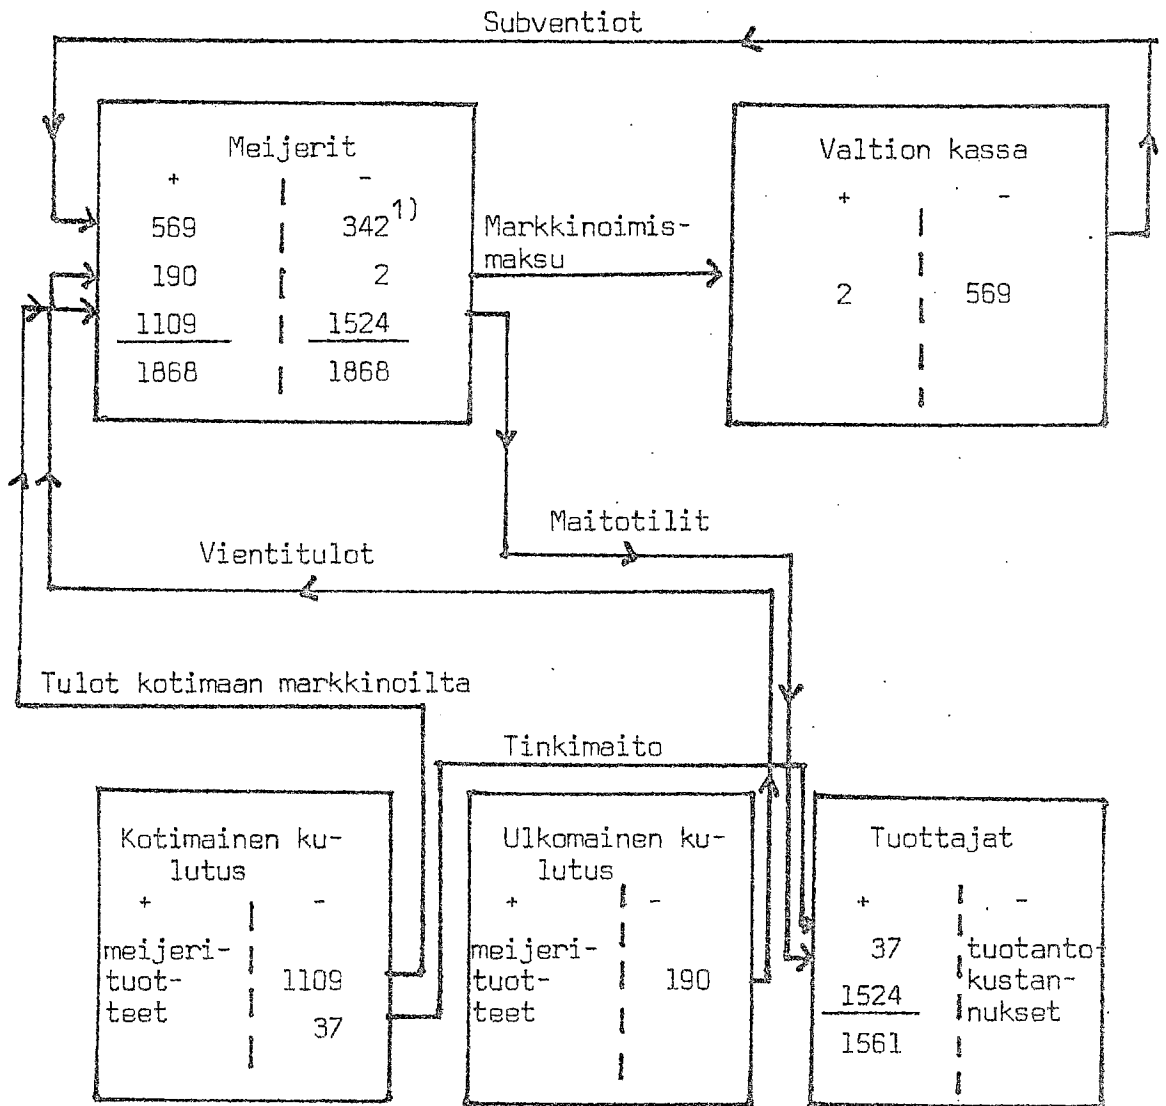 Subventiot
Meijerit
+ -
569 342 1)
190 2
1109 1524
1868 1868
Markkinoimis-
maksu
Valtion kassa
+ -
2 569
Maitotilit
Vientitulot
Tulot kotimaan markkinoilta
Tinkimaito
Kotimainen ku-
lutus
+ -
meijeri-
tuot-
teet
1109
37
Ulkomainen ku-
lutus
+ -
meijeri-
tuot-
teet
190
Tuottajat
+ -
37
1524
1561
tuotanto-
kustan-
nukset